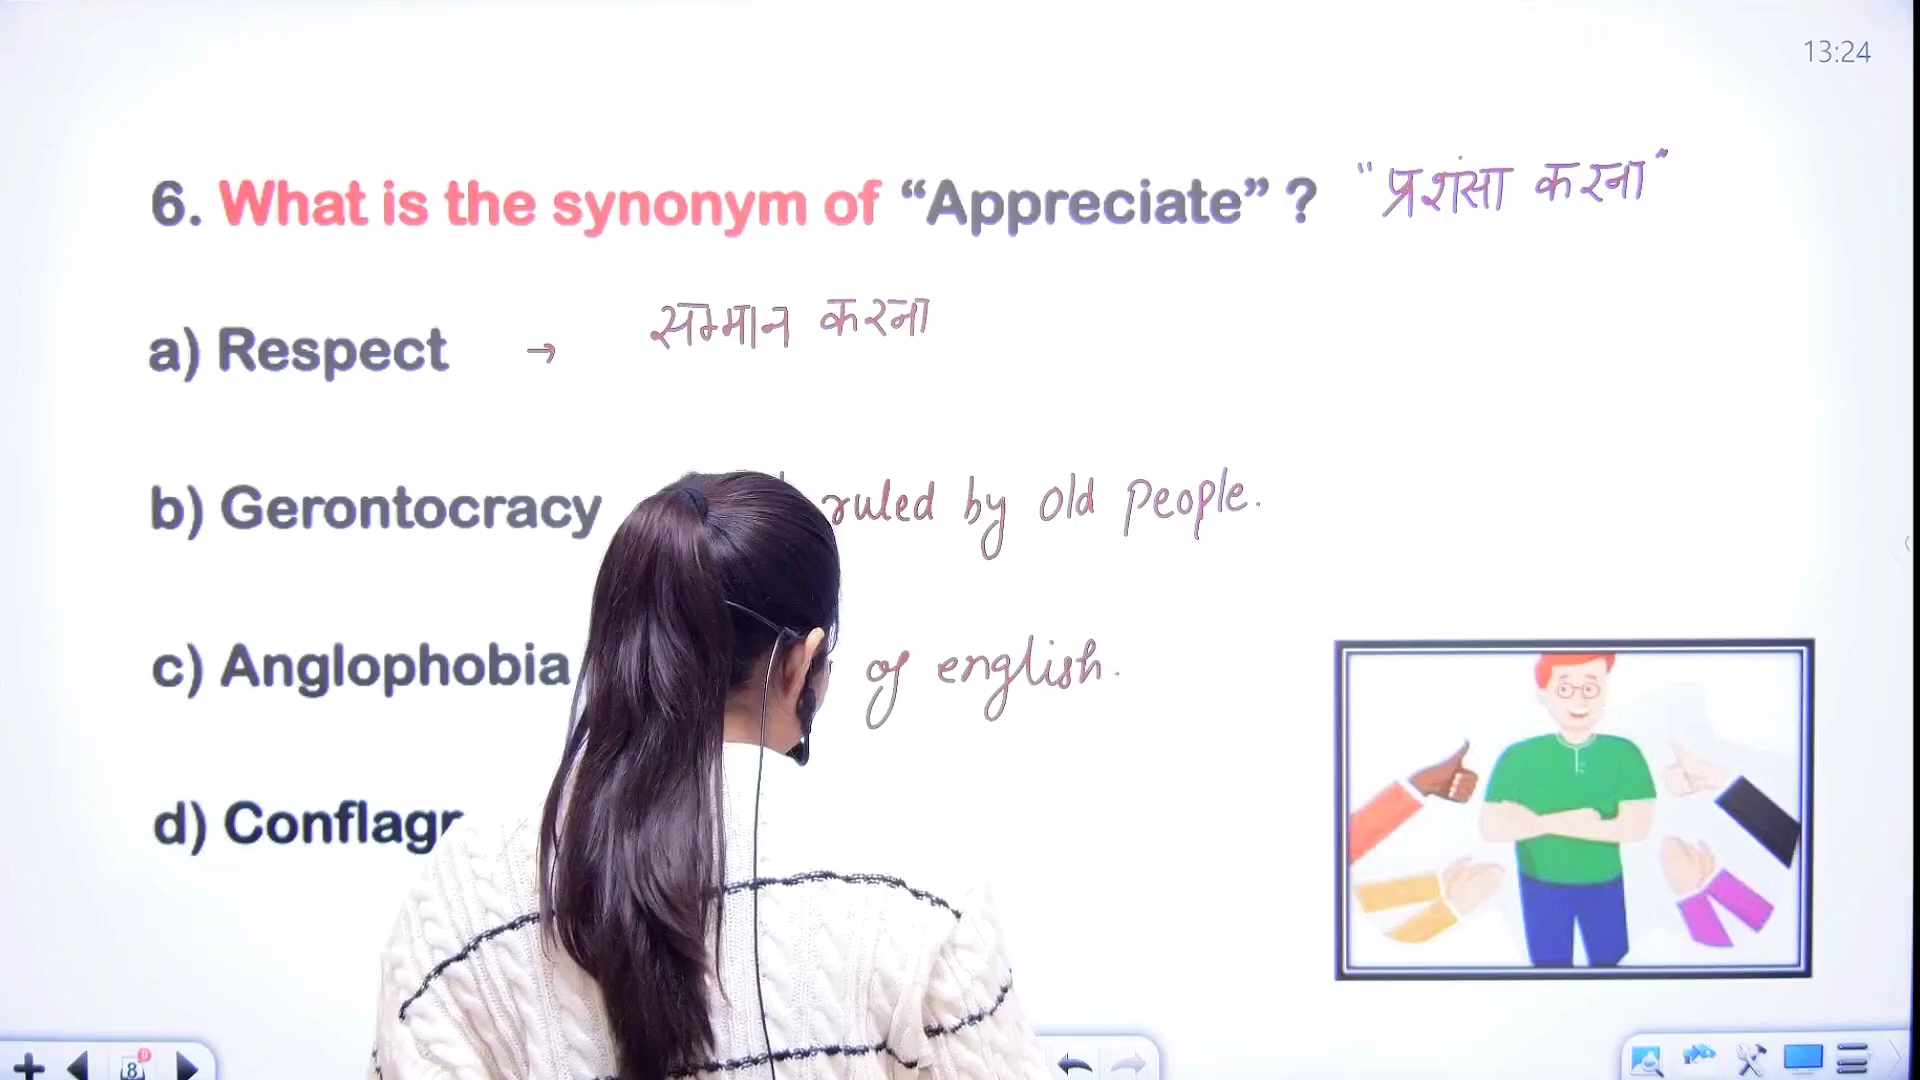 13:24
6. What is the synonym of “Appreciate” ? "प्रशंसा करना"
a) Respect → सम्मान करना
b) Gerontocracy ruled by old people.
c) Anglophobia of english.
d) Conflagr
8